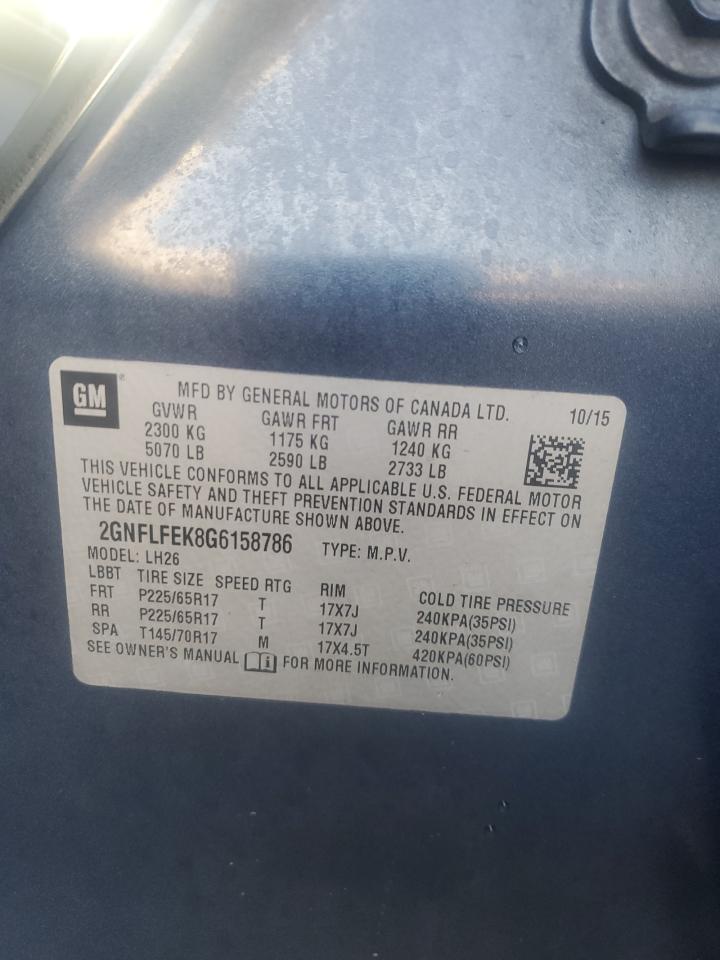 GM
MFD BY GENERAL MOTORS OF CANADA LTD. 10/15
GVWR GAWR FRT GAWR RR
2300 KG 1175 KG 1240 KG
5070 LB 2590 LB 2733 LB
THIS VEHICLE CONFORMS TO ALL APPLICABLE U.S. FEDERAL MOTOR
VEHICLE SAFETY AND THEFT PREVENTION STANDARDS IN EFFECT ON
THE DATE OF MANUFACTURE SHOWN ABOVE.
2GNFLFEK8G6158786 TYPE: M.P.V.
MODEL: LH26
LBBT TIRE SIZE SPEED RTG RIM COLD TIRE PRESSURE
FRT P225/65R17 T 17X7J 240KPA(35PSI)
RR P225/65R17 T 17X7J 240KPA(35PSI)
SPA T145/70R17 M 17X4.5T 420KPA(60PSI)
SEE OWNER'S MANUAL i FOR MORE INFORMATION.